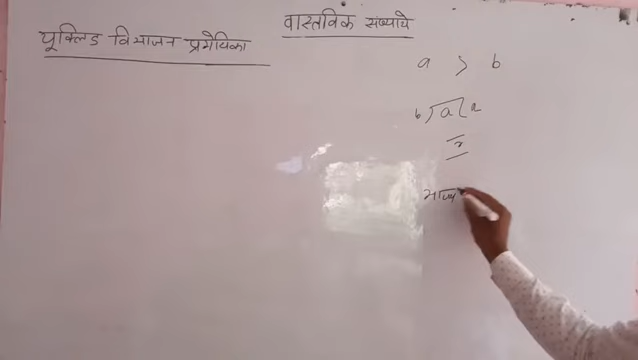 वास्तविक संख्याये
यूक्लिड विभाजन प्रमेयिका
a > b
b) a (
r
भाज्य